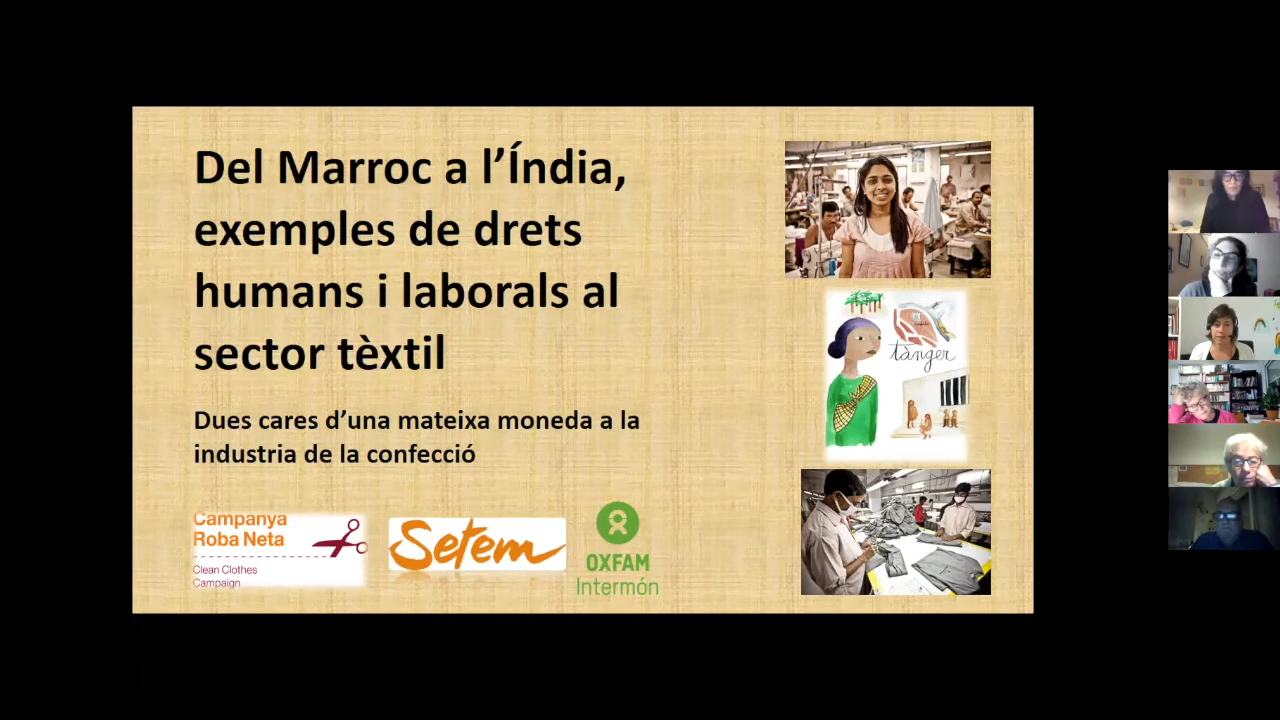 Del Marroc a l’Índia,
exemples de drets
humans i laborals al
sector tèxtil
Dues cares d’una mateixa moneda a la
industria de la confecció
Campanya
Roba Neta
Clean Clothes
Campaign
Setem
OXFAM
Intermón
tànger